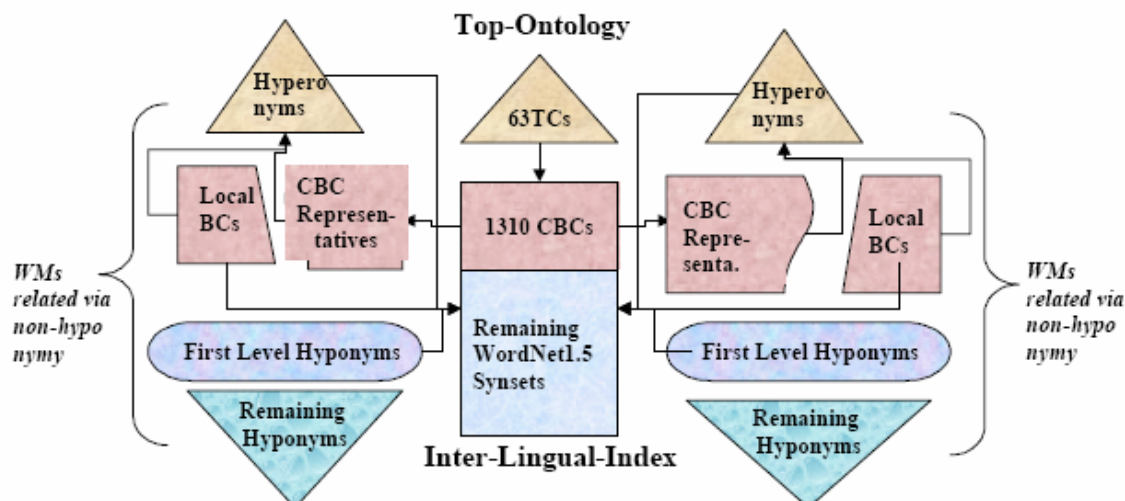 Top-Ontology
Hypero
nyms
63TCs
Hypero
nyms
Local
BCs
CBC
Represen-
tatives
1310 CBCs
CBC
Repre-
senta.
Local
BCs
WMs
related via
non-hypo
nymy
WMs
related via
non-hypo
nymy
First Level Hyponyms
Remaining
WordNet1.5
Synsets
First Level Hyponyms
Remaining
Hyponyms
Remaining
Hyponyms
Inter-Lingual-Index